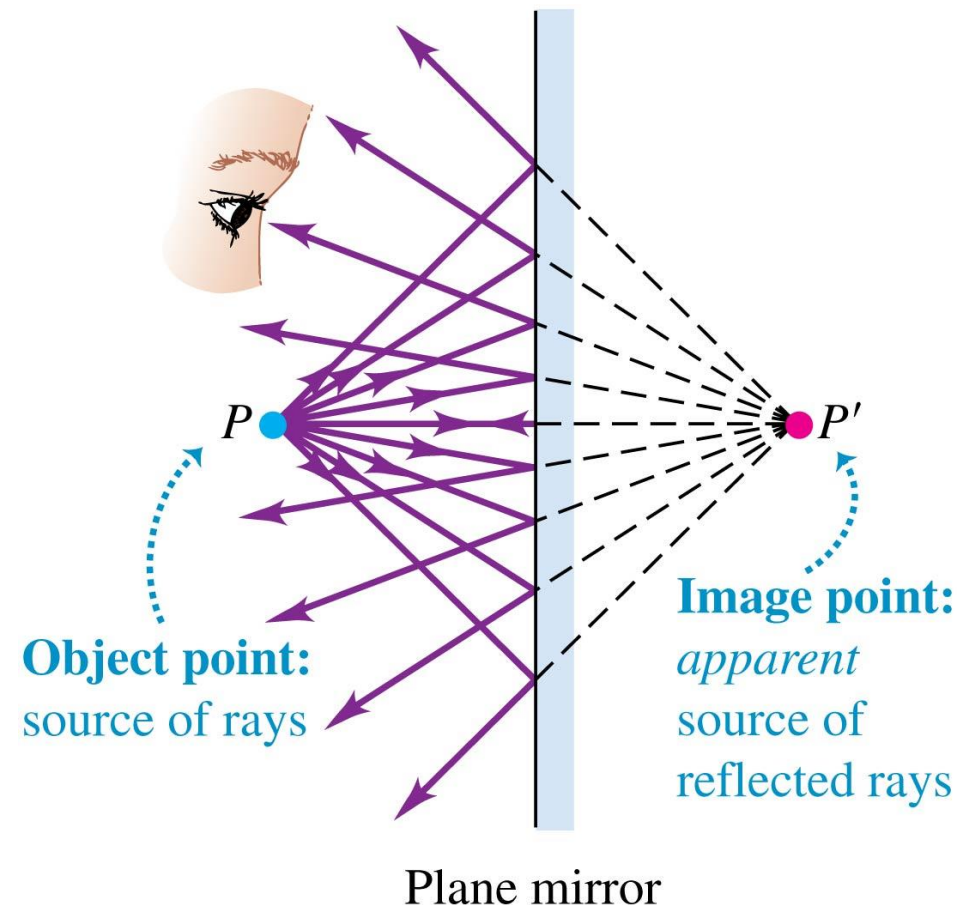 P
P′
Object point:
source of rays
Image point:
apparent
source of
reflected rays
Plane mirror